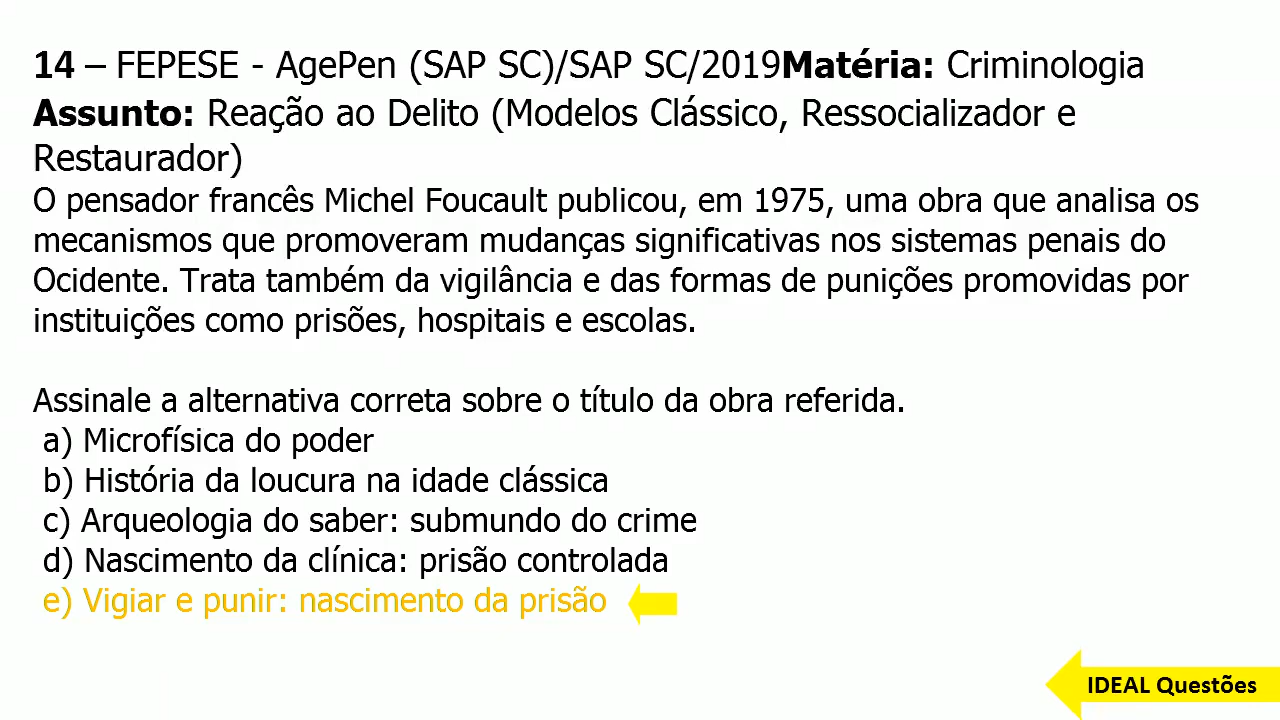 14 – FEPESE - AgePen (SAP SC)/SAP SC/2019Matéria: Criminologia
Assunto: Reação ao Delito (Modelos Clássico, Ressocializador e
Restaurador)
O pensador francês Michel Foucault publicou, em 1975, uma obra que analisa os
mecanismos que promoveram mudanças significativas nos sistemas penais do
Ocidente. Trata também da vigilância e das formas de punições promovidas por
instituições como prisões, hospitais e escolas.
Assinale a alternativa correta sobre o título da obra referida.
a) Microfísica do poder
b) História da loucura na idade clássica
c) Arqueologia do saber: submundo do crime
d) Nascimento da clínica: prisão controlada
e) Vigiar e punir: nascimento da prisão
IDEAL Questões